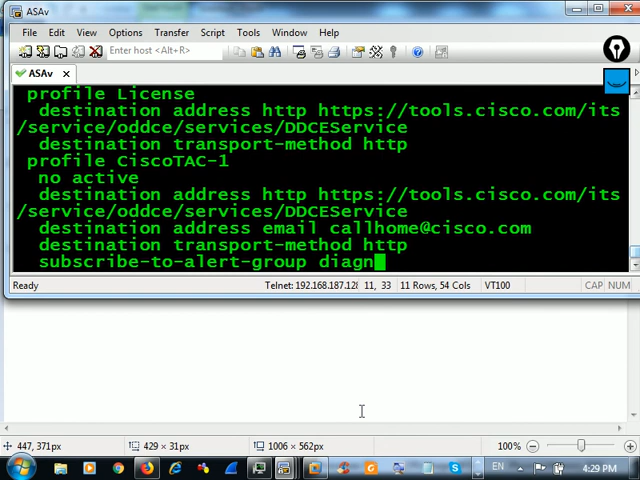 ASAv
File Edit View Options Transfer Script Tools Window Help
Enter host <Alt+R>
ASAv
profile License
destination address http https://tools.cisco.com/its
/service/oddce/services/DDCEService
destination transport-method http
profile CiscoTAC-1
no active
destination address http https://tools.cisco.com/its
/service/oddce/services/DDCEService
destination address email callhome@cisco.com
destination transport-method http
subscribe-to-alert-group diagn
Ready Telnet: 192.168.187.128 11, 33 11 Rows, 54 Cols VT100 CAP NUM
447, 371px 429 × 31px 1006 × 562px 100%
EN 4:29 PM